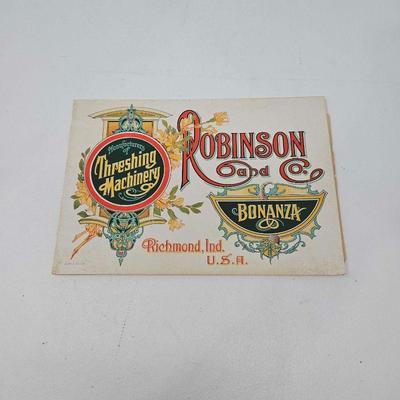 Manufacturers
of
Threshing
Machinery
ROBINSON
and Co.
BONANZA
Richmond, Ind.
U.S.A.